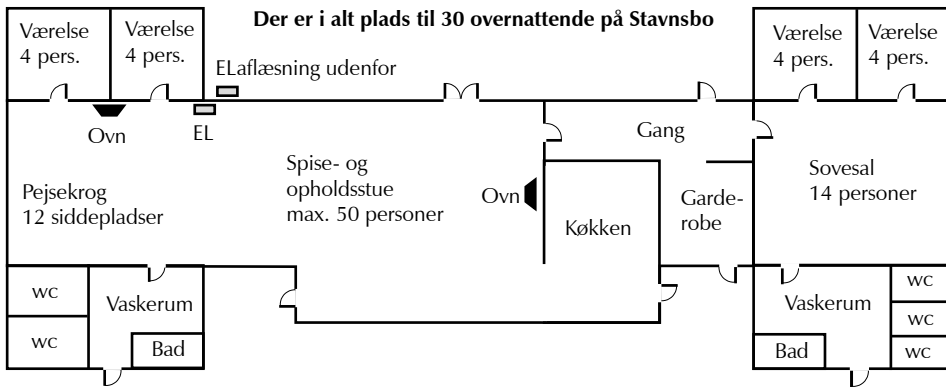 Der er i alt plads til 30 overnattende på Stavnsbo
Værelse
4 pers.
Værelse
4 pers.
ELaflæsning udenfor
EL
Ovn
Pejsekrog
12 siddepladser
Spise- og
opholdsstue
max. 50 personer
Ovn
Gang
Køkken
Garde-
robe
Værelse
4 pers.
Værelse
4 pers.
Sovesal
14 personer
wc
wc
Vaskerum
Bad
Vaskerum
Bad
wc
wc
wc